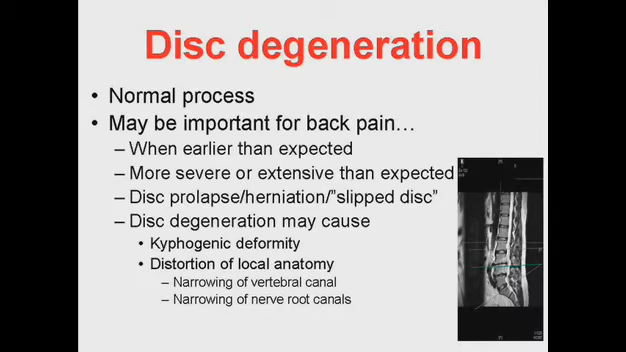 Disc degeneration
• Normal process
• May be important for back pain…
– When earlier than expected
– More severe or extensive than expected
– Disc prolapse/herniation/"slipped disc"
– Disc degeneration may cause
• Kyphogenic deformity
• Distortion of local anatomy
– Narrowing of vertebral canal
– Narrowing of nerve root canals